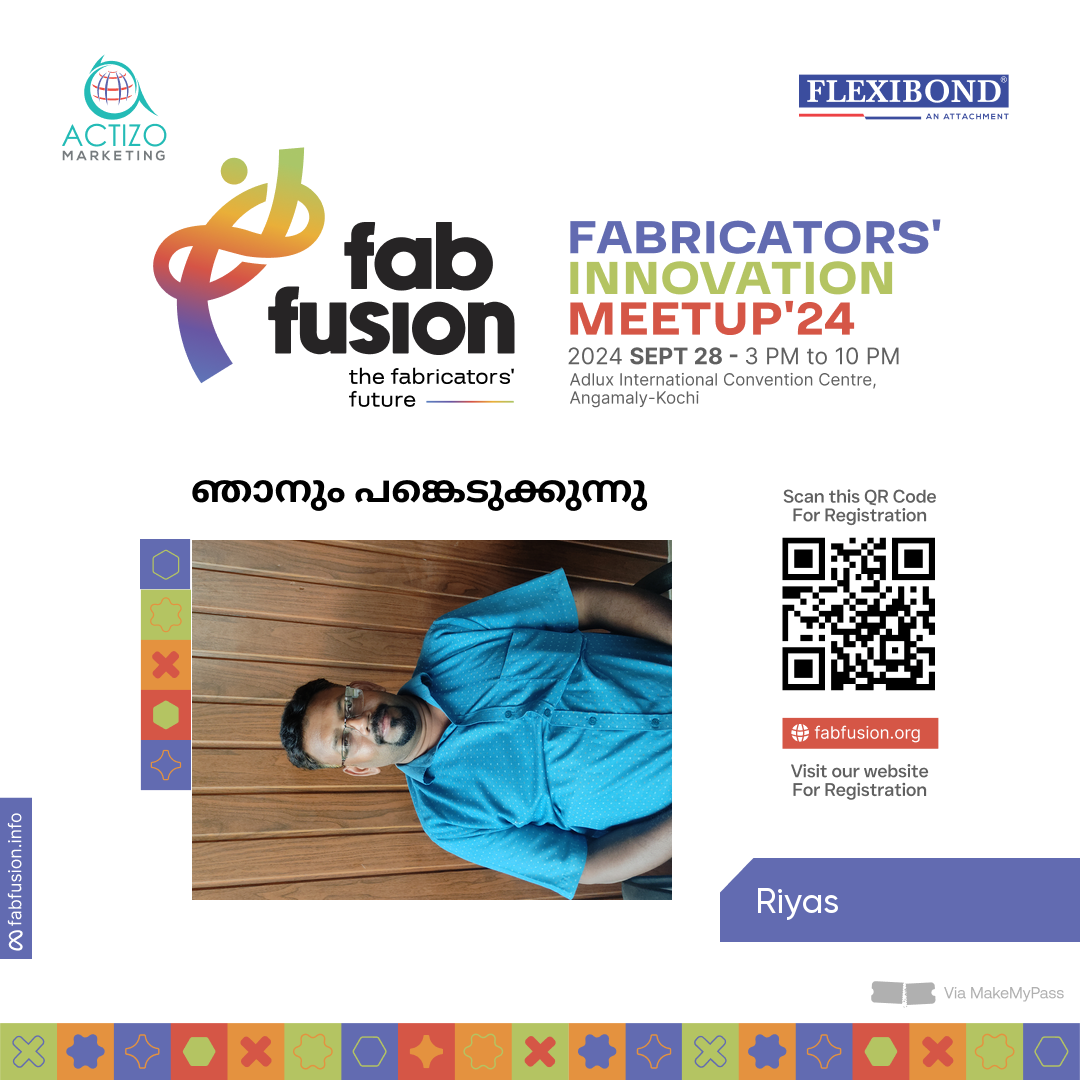 ACTIZO
MARKETING
FLEXIBOND®
AN ATTACHMENT
fab
fusion
the fabricators'
future
FABRICATORS'
INNOVATION
MEETUP'24
2024 SEPT 28 - 3 PM to 10 PM
Adlux International Convention Centre,
Angamaly-Kochi
ഞാനും പങ്കെടുക്കുന്നു
Scan this QR Code
For Registration
fabfusion.org
Visit our website
For Registration
fabfusion.info
Riyas
Via MakeMyPass